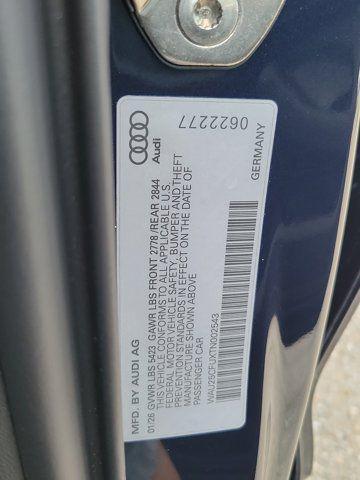 Audi
0622277
GERMANY
MFD. BY AUDI AG
01/26 GVWR LBS 5423 GAWR LBS FRONT 2778 /REAR 2844
THIS VEHICLE CONFORMS TO ALL APPLICABLE U.S.
FEDERAL MOTOR VEHICLE SAFETY, BUMPER AND THEFT
PREVENTION STANDARDS IN EFFECT ON THE DATE OF
MANUFACTURE SHOWN ABOVE
PASSENGER CAR